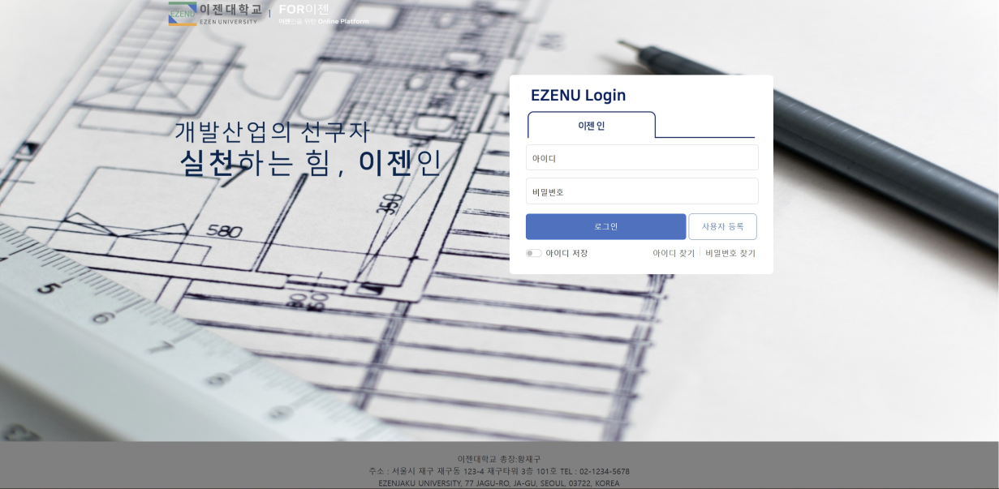 EZENU 이젠대학교 | FOR이젠
EZEN UNIVERSITY 이젠인을 위한 Online Platform
개발산업의 선구자
실천하는 힘, 이젠인
EZENU Login
이젠인
아이디
비밀번호
로그인 사용자 등록
아이디 저장 아이디 찾기 비밀번호 찾기
580
350
5
6
7
8
9
이젠대학교 총장:황재구
주소 : 서울시 재구 재구동 123-4 재구타워 3층 101호 TEL : 02-1234-5678
EZENJAKU UNIVERSITY, 77 JAGU-RO, JA-GU, SEOUL, 03722, KOREA